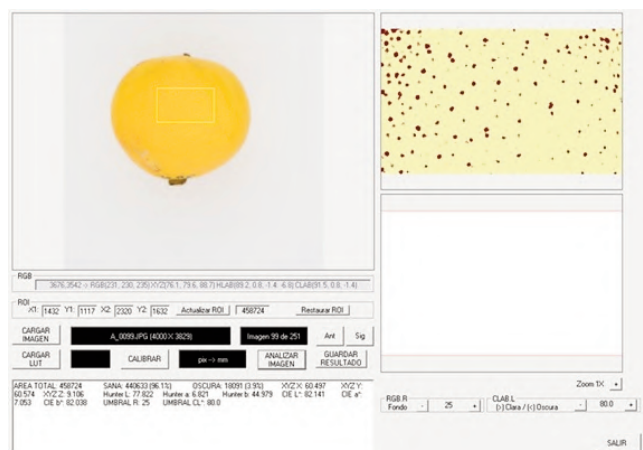 RGB
3676,3542 -> RGB(231, 230, 235)XYZ(76.1, 79.6, 88.7) HLAB(89.2, 0.8, -1.4 6.8) CLAB(91.5, 0.8, -1.4)
ROI
X1: 1432 Y1: 1117 X2: 2320 Y2: 1632 Actualizar ROI 458724 Restaurar ROI
CARGAR IMAGEN
A_0099.JPG (4000 X 3829)
Imagen 99 de 251
Ant
Sig
CARGAR LUT
CALIBRAR
pix -> mm
ANALIZAR IMAGEN
GUARDAR RESULTADO
AREA TOTAL: 458724 SANA: 440633 (96.1%) OSCURA: 18091 (3.9%) XYZ X: 60.497 XYZ Y:
60.574 XYZ Z: 9.106 Hunter L: 77.822 Hunter a: 6.821 Hunter b: 44.979 CIE L*: 82.141 CIE a*:
7.053 CIE b*: 82.038 UMBRAL R: 25 UMBRAL CL*: 80.0
Zoom 1X +
RGB.R
Fondo - 25 +
CLAB.L
(>) Clara / (<) Oscura - 80.0 +
SALIR